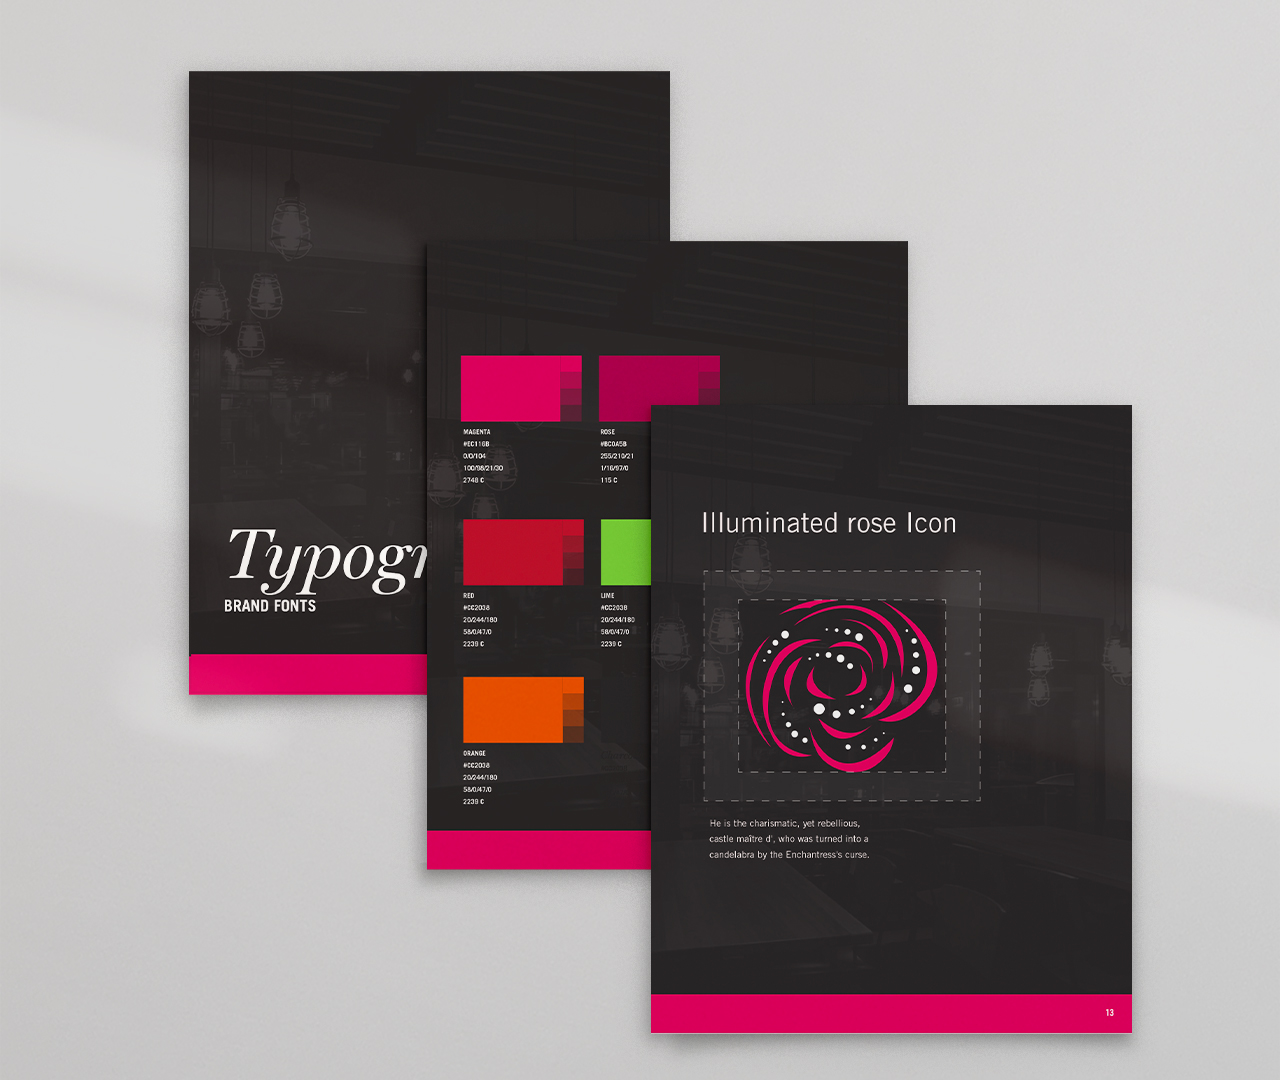 Typogr
BRAND FONTS
MAGENTA
#EC116B
0/0/104
100/98/21/30
2748 C
ROSE
#BC0A5B
255/210/21
1/16/97/0
115 C
RED
#CC2038
20/244/180
58/0/47/0
2239 C
LIME
#CC2038
20/244/180
58/0/47/0
2239 C
ORANGE
#CC2038
20/244/180
58/0/47/0
2239 C
Illuminated rose Icon
He is the charismatic, yet rebellious,
castle maître d', who was turned into a
candelabra by the Enchantress's curse.
13